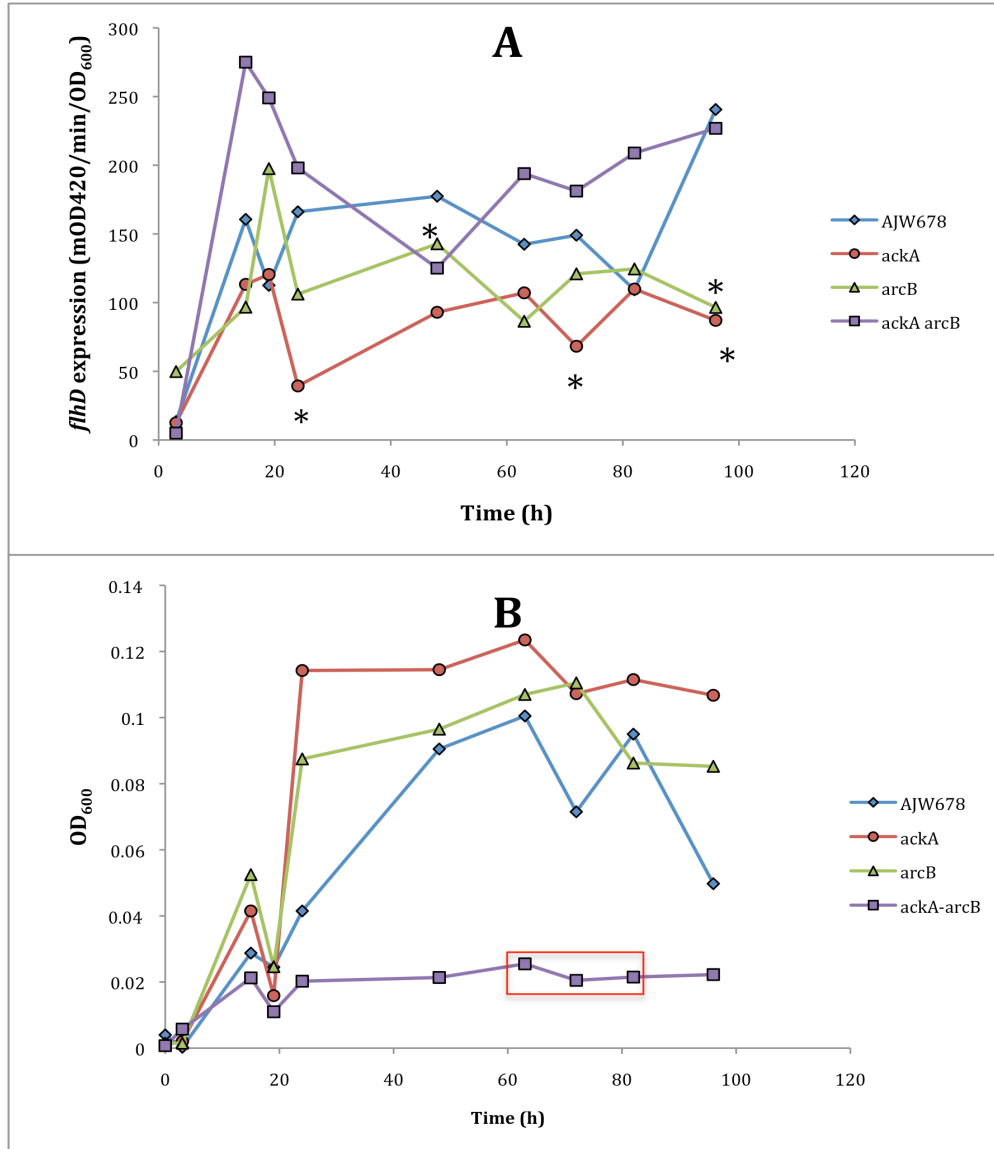 A
flhD expression (mOD420/min/OD600)
300
250
200
150
100
50
0
0 20 40 60 80 100 120
Time (h)
* * * * *
AJW678
ackA
arcB
ackA arcB
B
OD600
0.14
0.12
0.1
0.08
0.06
0.04
0.02
0
0 20 40 60 80 100 120
Time (h)
AJW678
ackA
arcB
ackA-arcB